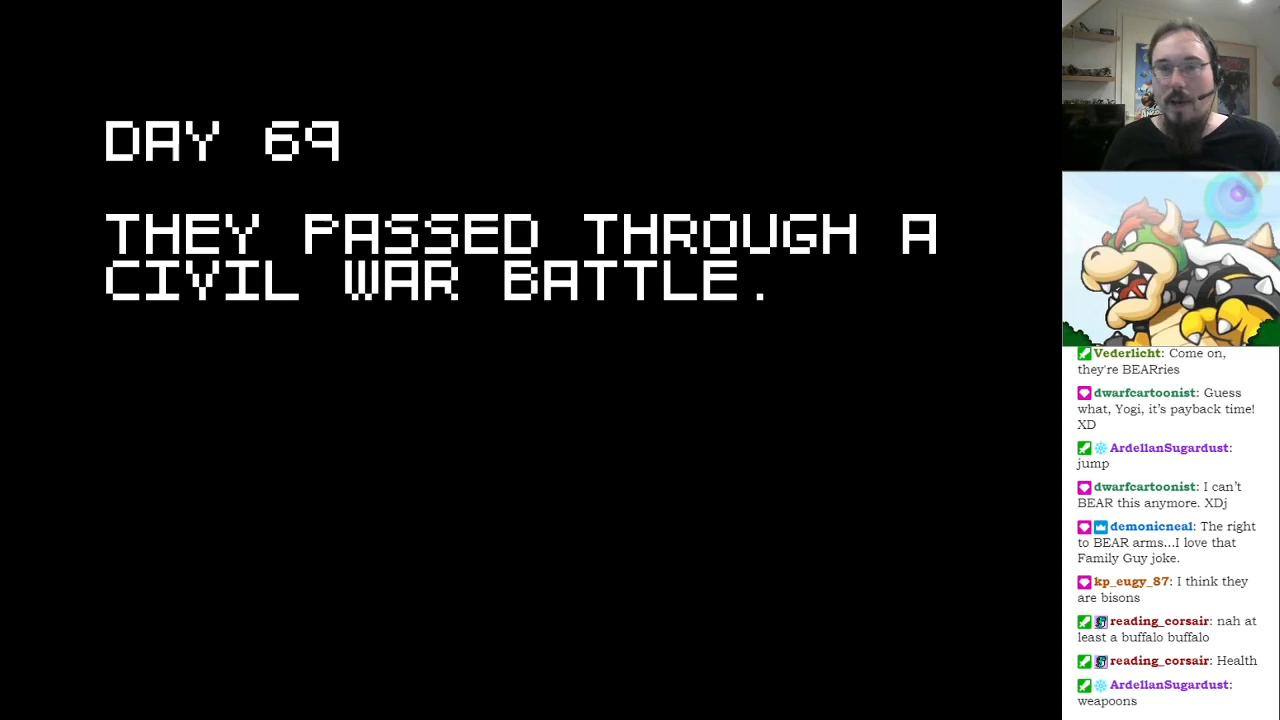 DAY 69
THEY PASSED THROUGH A
CIVIL WAR BATTLE.
Vederlicht: Come on,
they're BEARries
dwarfcartoonist: Guess
what, Yogi, it's payback time!
XD
ArdellanSugardust:
jump
dwarfcartoonist: I can't
BEAR this anymore. XDj
demonicneal: The right
to BEAR arms...I love that
Family Guy joke.
kp_eugy_87: I think they
are bisons
reading_corsair: nah at
least a buffalo buffalo
reading_corsair: Health
ArdellanSugardust:
weapoons